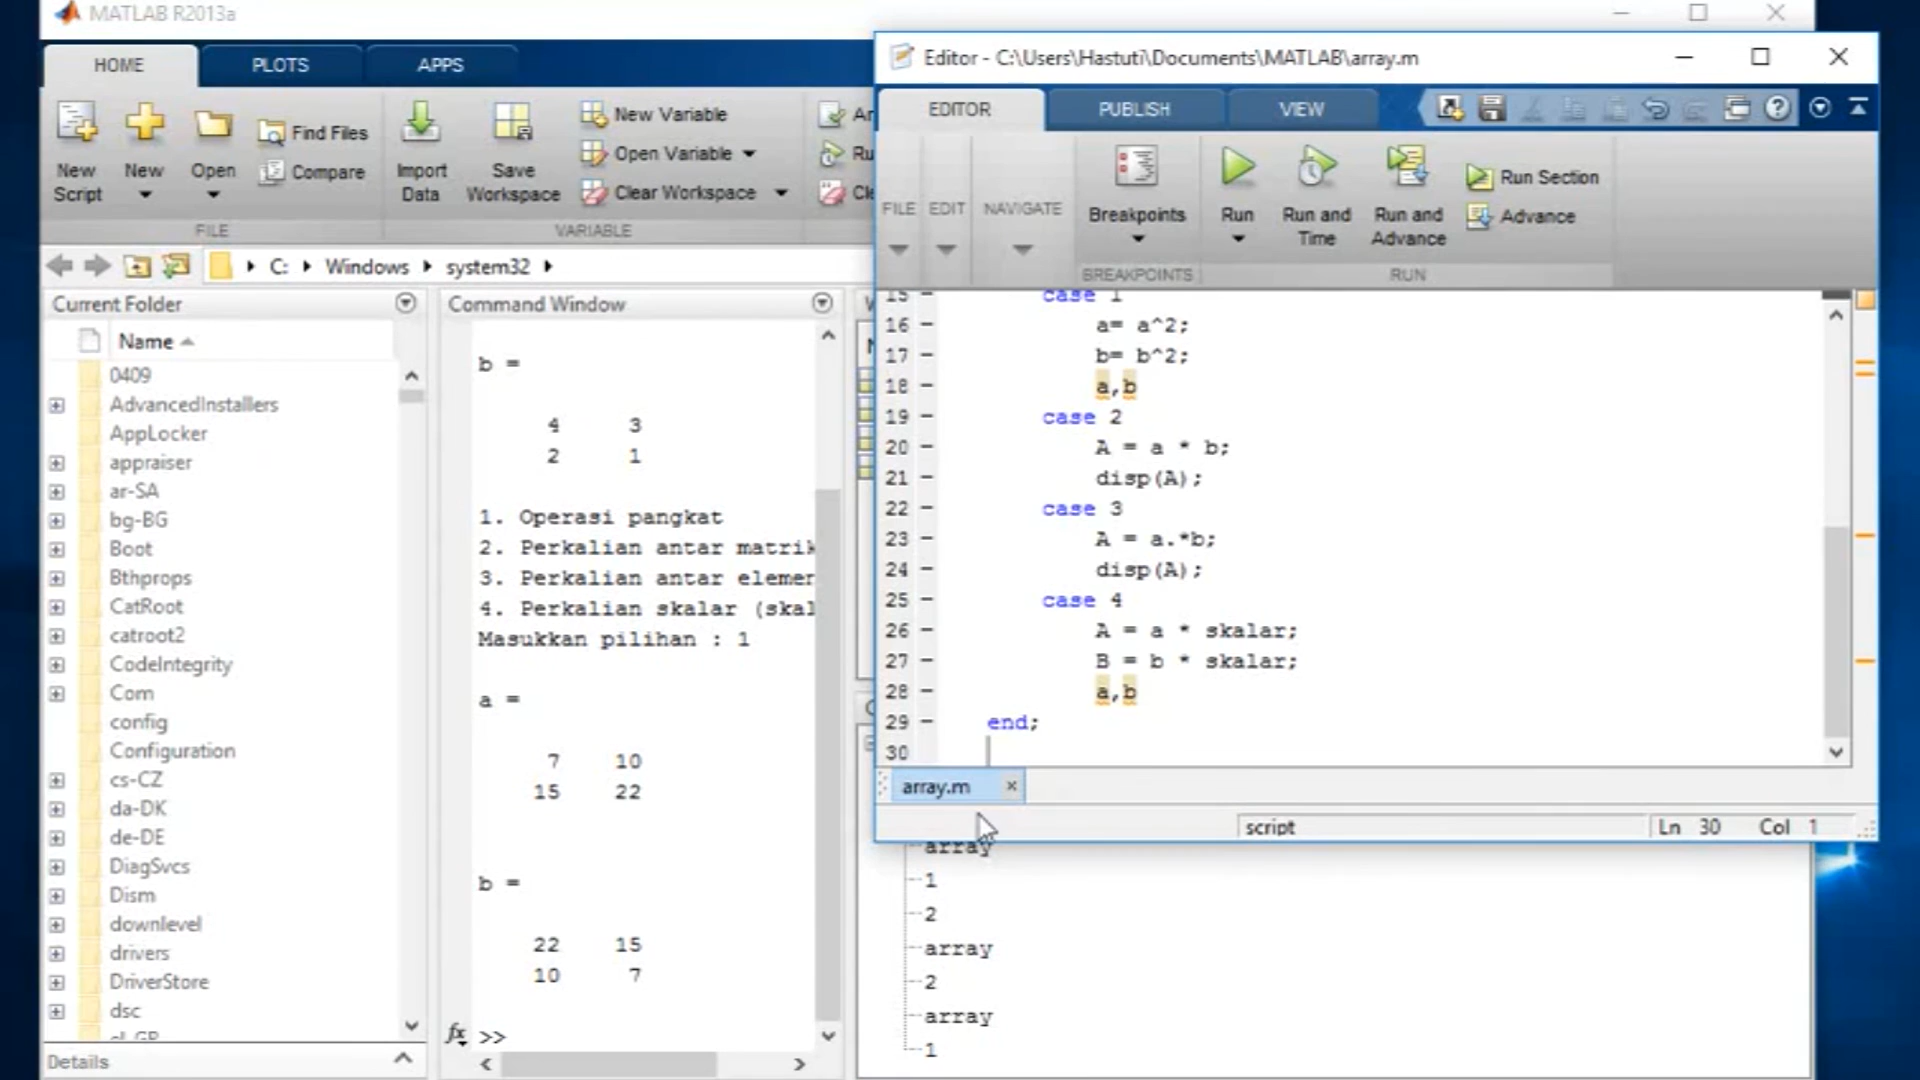 MATLAB R2013a
HOME
PLOTS
APPS
New Script
New
Open
Find Files
Compare
FILE
Import Data
Save Workspace
New Variable
Open Variable
Clear Workspace
VARIABLE
C:
Windows
system32
Current Folder
Name
0409
AdvancedInstallers
AppLocker
appraiser
ar-SA
bg-BG
Boot
Bthprops
CatRoot
catroot2
CodeIntegrity
Com
config
Configuration
cs-CZ
da-DK
de-DE
DiagSvcs
Dism
downlevel
drivers
DriverStore
dsc
Details
Command Window
b =
4 3
2 1
1. Operasi pangkat
2. Perkalian antar matrik
3. Perkalian antar elemen
4. Perkalian skalar (skal
Masukkan pilihan : 1
a =
7 10
15 22
b =
22 15
10 7
fx >>
Editor - C:\Users\Hastuti\Documents\MATLAB\array.m
EDITOR
PUBLISH
VIEW
FILE
EDIT
NAVIGATE
Breakpoints
BREAKPOINTS
Run
Run and Time
Run and Advance
Run Section
Advance
RUN
15 - case 1
16 - a= a^2;
17 - b= b^2;
18 - a,b
19 - case 2
20 - A = a * b;
21 - disp(A);
22 - case 3
23 - A = a.*b;
24 - disp(A);
25 - case 4
26 - A = a * skalar;
27 - B = b * skalar;
28 - a,b
29 - end;
30
array.m
script
Ln 30 Col 1
array
1
2
array
2
array
1